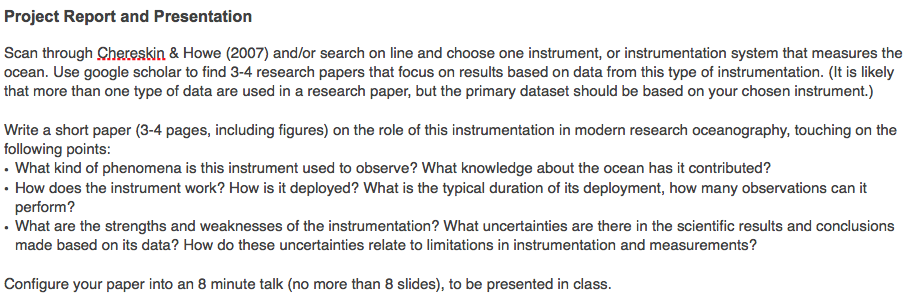 Project Report and Presentation
Scan through Chereskin & Howe (2007) and/or search on line and choose one instrument, or instrumentation system that measures the
ocean. Use google scholar to find 3-4 research papers that focus on results based on data from this type of instrumentation. (It is likely
that more than one type of data are used in a research paper, but the primary dataset should be based on your chosen instrument.)
Write a short paper (3-4 pages, including figures) on the role of this instrumentation in modern research oceanography, touching on the
following points:
• What kind of phenomena is this instrument used to observe? What knowledge about the ocean has it contributed?
• How does the instrument work? How is it deployed? What is the typical duration of its deployment, how many observations can it
perform?
• What are the strengths and weaknesses of the instrumentation? What uncertainties are there in the scientific results and conclusions
made based on its data? How do these uncertainties relate to limitations in instrumentation and measurements?
Configure your paper into an 8 minute talk (no more than 8 slides), to be presented in class.